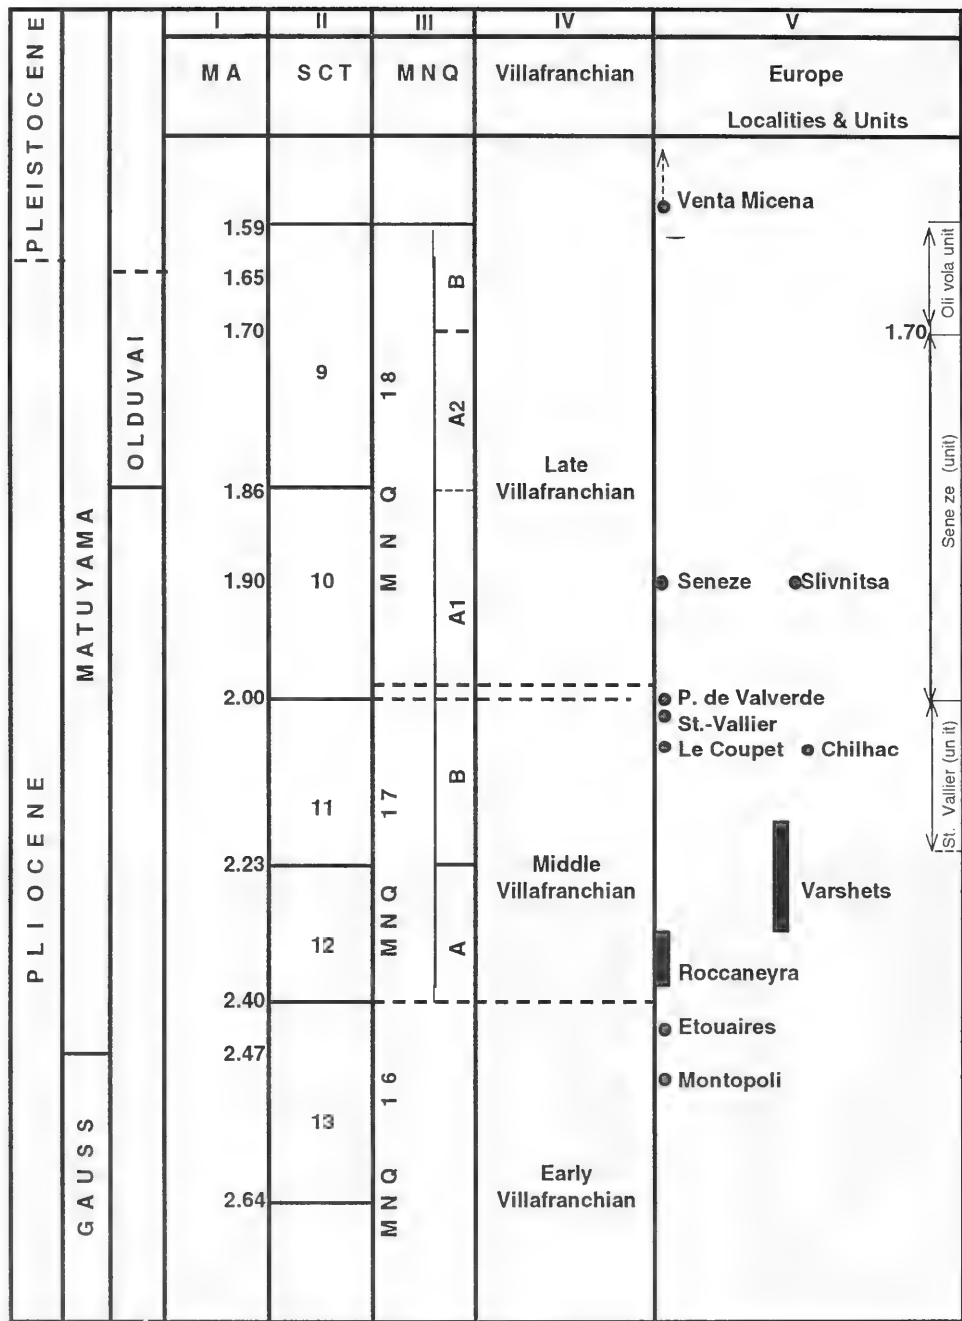 I II III IV V
MA SCT MNQ Villafranchian Europe
Localities & Units
PLEISTOCENE
PLIOCENE
MATUYAMA
GAUSS
OLDUVAI
1.59
1.65
1.70
1.86
1.90
2.00
2.23
2.40
2.47
2.64
9
10
11
12
13
MNQ 18
MNQ 17
MNQ 16
B
A2
A1
B
A
Late
Villafranchian
Middle
Villafranchian
Early
Villafranchian
Venta Micena
1.70
Seneze Slivnitsa
P. de Valverde
St.-Vallier
Le Coupet Chilhac
Varshets
Roccaneyra
Etouaires
Montopoli
Oli vola unit
Sene ze (unit)
St. Vallier (un it)